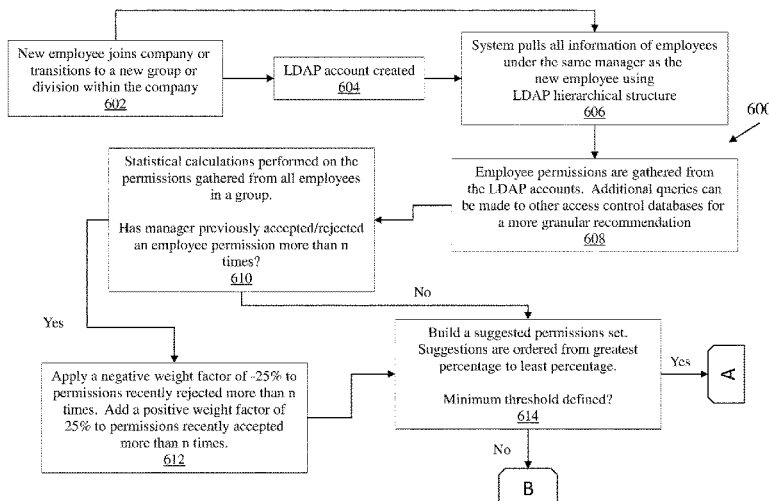 New employee joins company or
transitions to a new group or
division within the company
602
LDAP account created
604
System pulls all information of employees
under the same manager as the
new employee using
LDAP hierarchical structure
606
600
Employee permissions are gathered from
the LDAP accounts. Additional queries can
be made to other access control databases for
a more granular recommendation
608
Statistical calculations performed on the
permissions gathered from all employees
in a group.
Has manager previously accepted/rejected
an employee permission more than n
times?
610
Yes
No
Apply a negative weight factor of -25% to
permissions recently rejected more than n
times. Add a positive weight factor of
25% to permissions recently accepted
more than n times.
612
Build a suggested permissions set.
Suggestions are ordered from greatest
percentage to least percentage.
Minimum threshold defined?
614
Yes
A
No
B